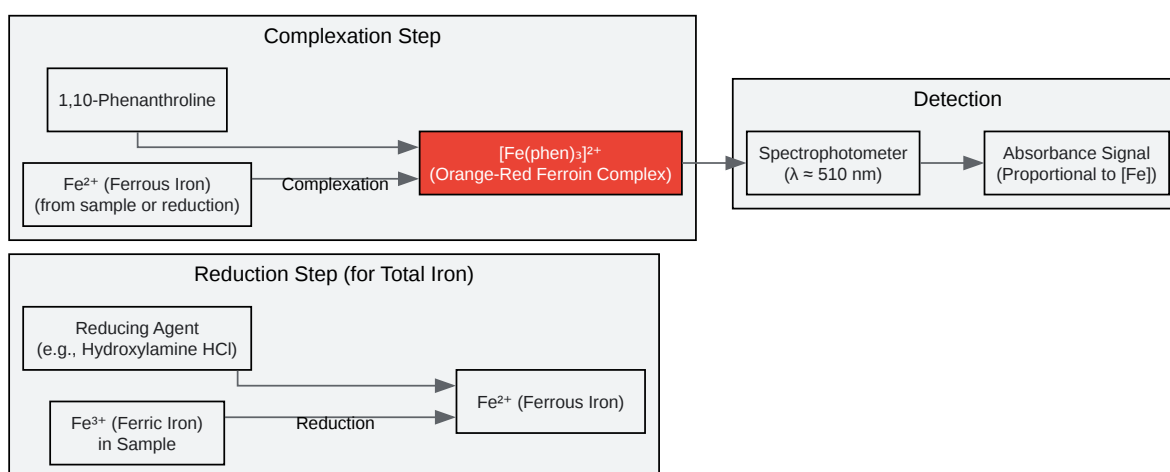 Complexation Step
1,10-Phenanthroline
Fe²⁺ (Ferrous Iron)
(from sample or reduction)
Complexation
[Fe(phen)₃]²⁺
(Orange-Red Ferroin Complex)
Detection
Spectrophotometer
(λ ≈ 510 nm)
Absorbance Signal
(Proportional to [Fe])
Reduction Step (for Total Iron)
Reducing Agent
(e.g., Hydroxylamine HCl)
Fe³⁺ (Ferric Iron)
in Sample
Reduction
Fe²⁺ (Ferrous Iron)